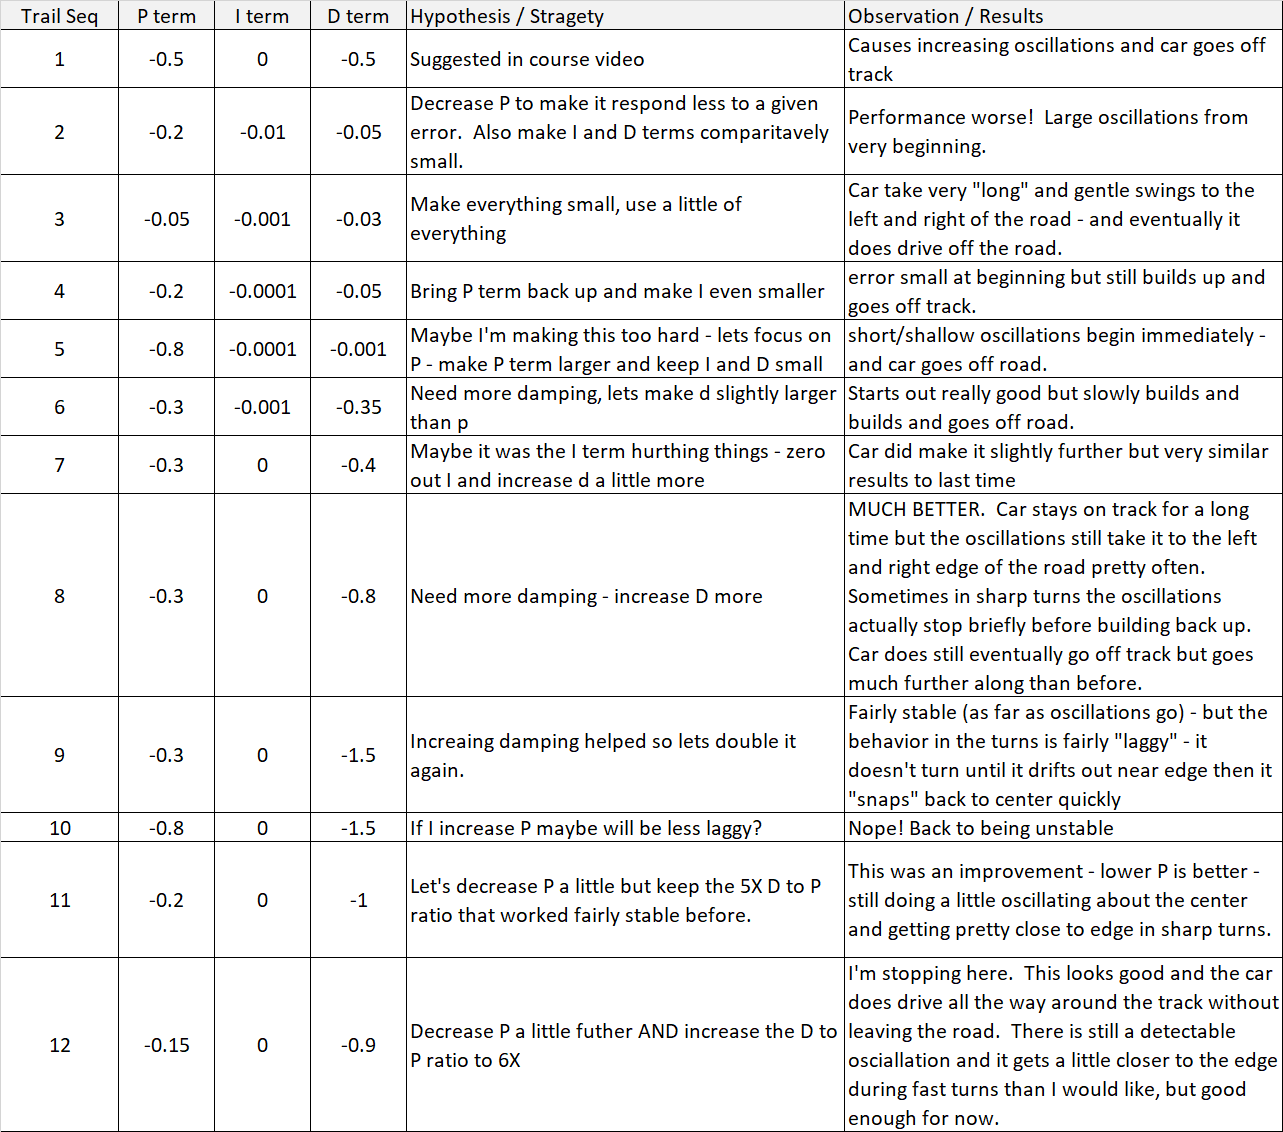 Trail Seq P term I term D term Hypothesis / Stragety Observation / Results
1 -0.5 0 -0.5 Suggested in course video
Causes increasing oscillations and car goes off
track
2 -0.2 -0.01 -0.05
Decrease P to make it respond less to a given
error.  Also make I and D terms comparitavely
small.
Performance worse!  Large oscillations from
very beginning.
3 -0.05 -0.001 -0.03
Make everything small, use a little of
everything
Car take very "long" and gentle swings to the
left and right of the road - and eventually it
does drive off the road.
4 -0.2 -0.0001 -0.05 Bring P term back up and make I even smaller
error small at beginning but still builds up and
goes off track.
5 -0.8 -0.0001 -0.001
Maybe I'm making this too hard - lets focus on
P - make P term larger and keep I and D small
short/shallow oscillations begin immediately -
and car goes off road.
6 -0.3 -0.001 -0.35
Need more damping, lets make d slightly larger
than p
Starts out really good but slowly builds and
builds and goes off road.
7 -0.3 0 -0.4
Maybe it was the I term hurthing things - zero
out I and increase d a little more
Car did make it slightly further but very similar
results to last time
8 -0.3 0 -0.8 Need more damping - increase D more
MUCH BETTER.  Car stays on track for a long
time but the oscillations still take it to the left
and right edge of the road pretty often.
Sometimes in sharp turns the oscillations
actually stop briefly before building back up.
Car does still eventually go off track but goes
much further along than before.
9 -0.3 0 -1.5
Increaing damping helped so lets double it
again.
Fairly stable (as far as oscillations go) - but the
behavior in the turns is fairly "laggy" - it
doesn't turn until it drifts out near edge then it
"snaps" back to center quickly
10 -0.8 0 -1.5 If I increase P maybe will be less laggy? Nope! Back to being unstable
11 -0.2 0 -1
Let's decrease P a little but keep the 5X D to P
ratio that worked fairly stable before.
This was an improvement - lower P is better -
still doing a little oscillating about the center
and getting pretty close to edge in sharp turns.
12 -0.15 0 -0.9
Decrease P a little futher AND increase the D to
P ratio to 6X
I'm stopping here.  This looks good and the car
does drive all the way around the track without
leaving the road.  There is still a detectable
osciallation and it gets a little closer to the edge
during fast turns than I would like, but good
enough for now.